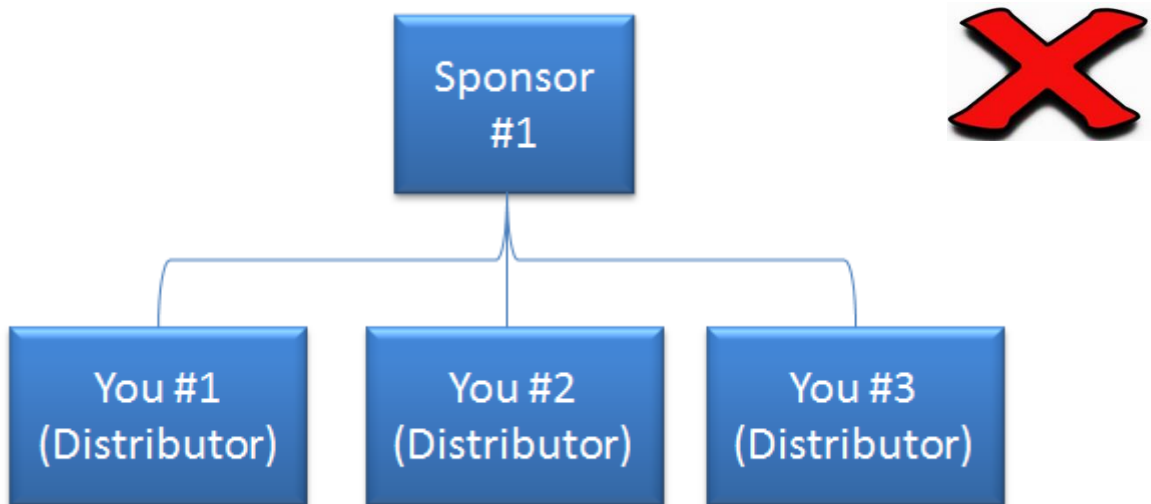 Sponsor
#1
You #1
(Distributor)
You #2
(Distributor)
You #3
(Distributor)